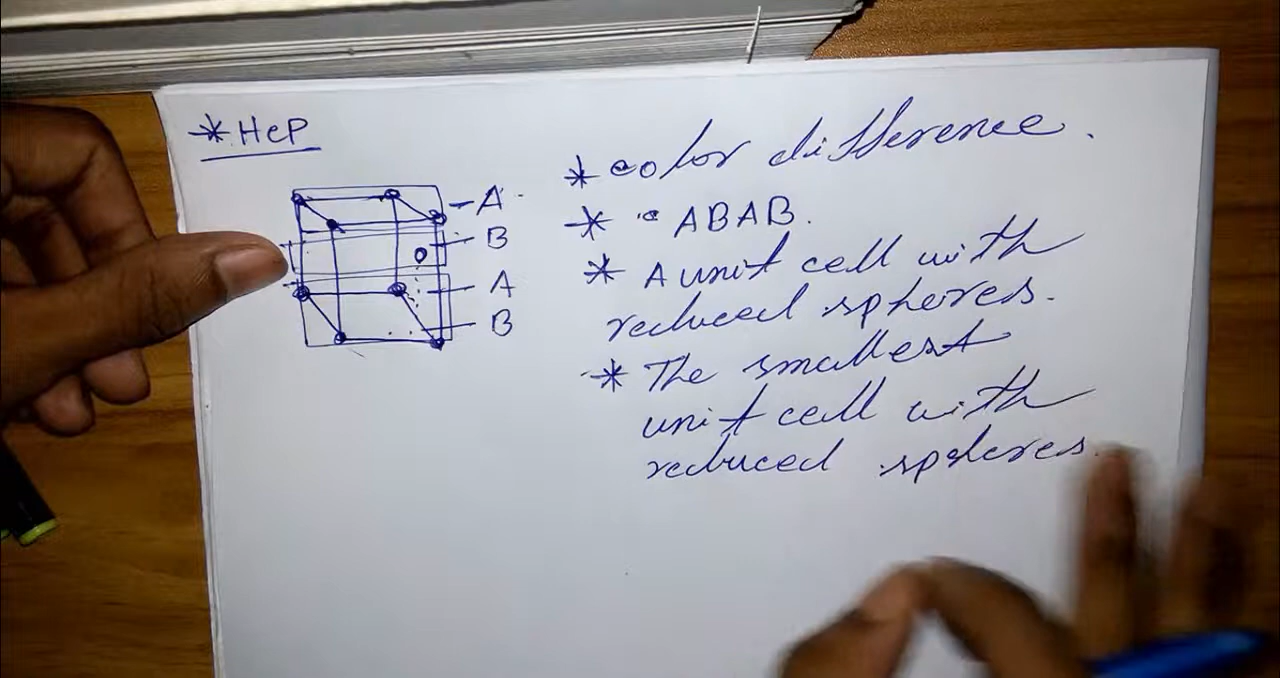 * HCP
A
B
A
B
* color difference.
* ABAB.
* A unit cell with
reduced spheres.
* The smallest
unit cell with
reduced spheres.